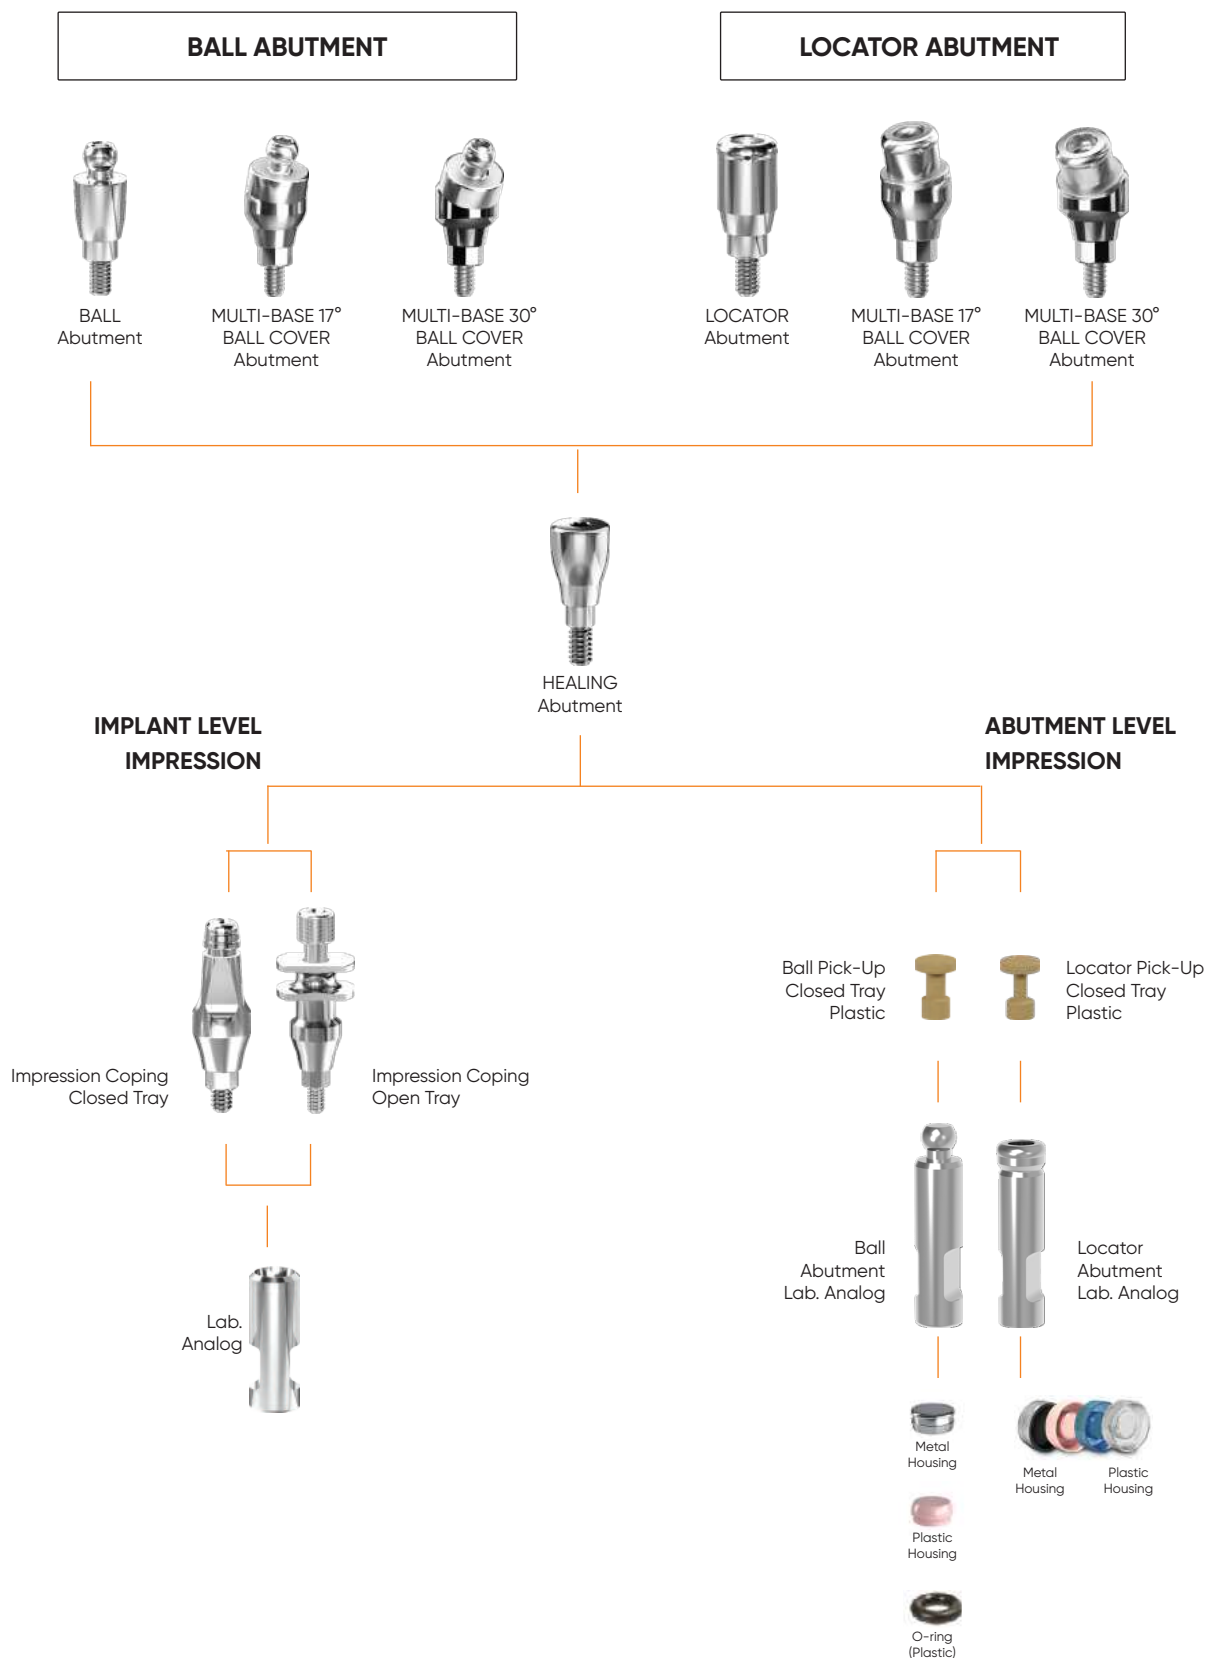 BALL ABUTMENT
LOCATOR ABUTMENT
BALL
Abutment
MULTI-BASE 17°
BALL COVER
Abutment
MULTI-BASE 30°
BALL COVER
Abutment
LOCATOR
Abutment
MULTI-BASE 17°
BALL COVER
Abutment
MULTI-BASE 30°
BALL COVER
Abutment
HEALING
Abutment
IMPLANT LEVEL
IMPRESSION
ABUTMENT LEVEL
IMPRESSION
Impression Coping
Closed Tray
Impression Coping
Open Tray
Ball Pick-Up
Closed Tray
Plastic
Locator Pick-Up
Closed Tray
Plastic
Lab.
Analog
Ball
Abutment
Lab. Analog
Locator
Abutment
Lab. Analog
Metal
Housing
Plastic
Housing
O-ring
(Plastic)
Metal
Housing
Plastic
Housing